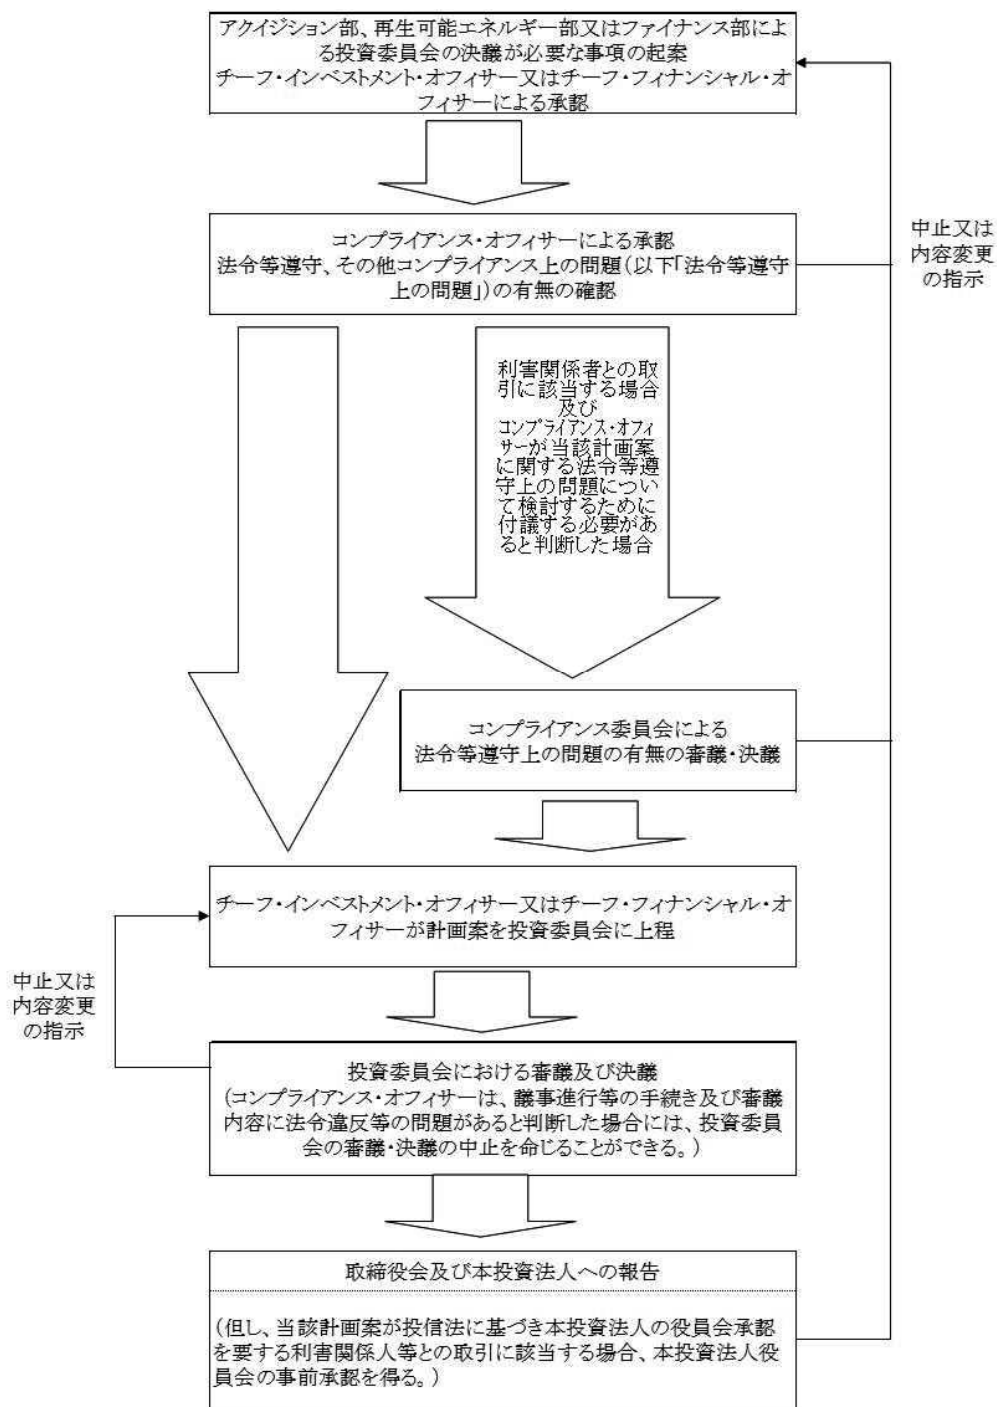 アクイジション部、再生可能エネルギー部又はファイナンス部によ
る投資委員会の決議が必要な事項の起案
チーフ・インベストメント・オフィサー又はチーフ・フィナンシャル・オ
フィサーによる承認
コンプライアンス・オフィサーによる承認
法令等遵守、その他コンプライアンス上の問題(以下「法令等遵守
上の問題」)の有無の確認
中止又は
内容変更
の指示
利害関係者との取
引に該当する場合
及び
コンプライアンス・オフィ
サーが当該計画案
に関する法令等遵
守上の問題につい
て検討するために
付議する必要があ
ると判断した場合
コンプライアンス委員会による
法令等遵守上の問題の有無の審議・決議
チーフ・インベストメント・オフィサー又はチーフ・フィナンシャル・オ
フィサーが計画案を投資委員会に上程
中止又は
内容変更
の指示
投資委員会における審議及び決議
(コンプライアンス・オフィサーは、議事進行等の手続き及び審議
内容に法令違反等の問題があると判断した場合には、投資委員
会の審議・決議の中止を命じることができる。)
取締役会及び本投資法人への報告
(但し、当該計画案が投信法に基づき本投資法人の役員会承認
を要する利害関係人等との取引に該当する場合、本投資法人役
員会の事前承認を得る。)